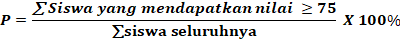 P = ∑Siswa yang mendapatkan nilai ≥ 75 / ∑siswa seluruhnya X 100%